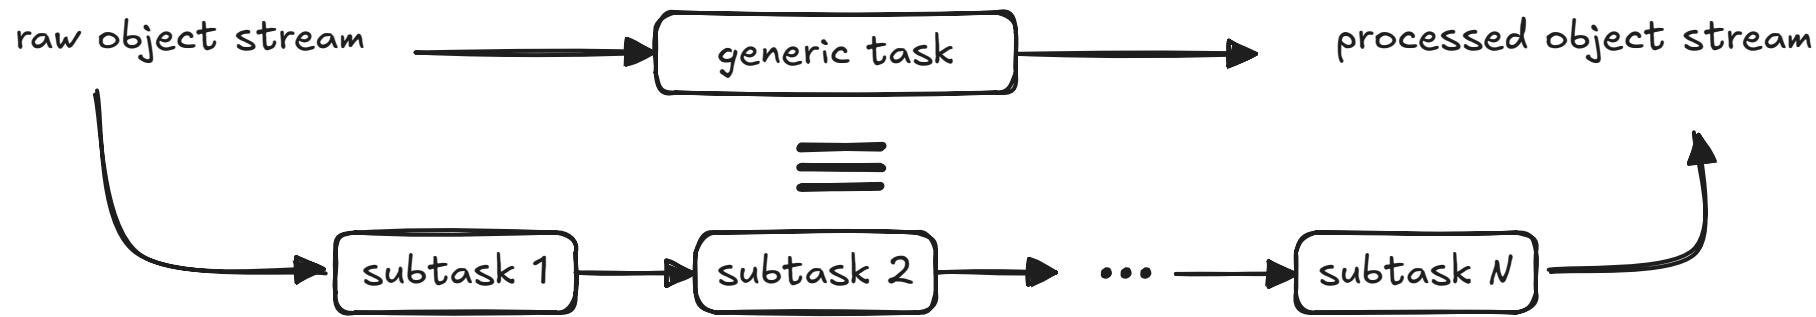 raw object stream
generic task
processed object stream
subtask 1
subtask 2
...
subtask N